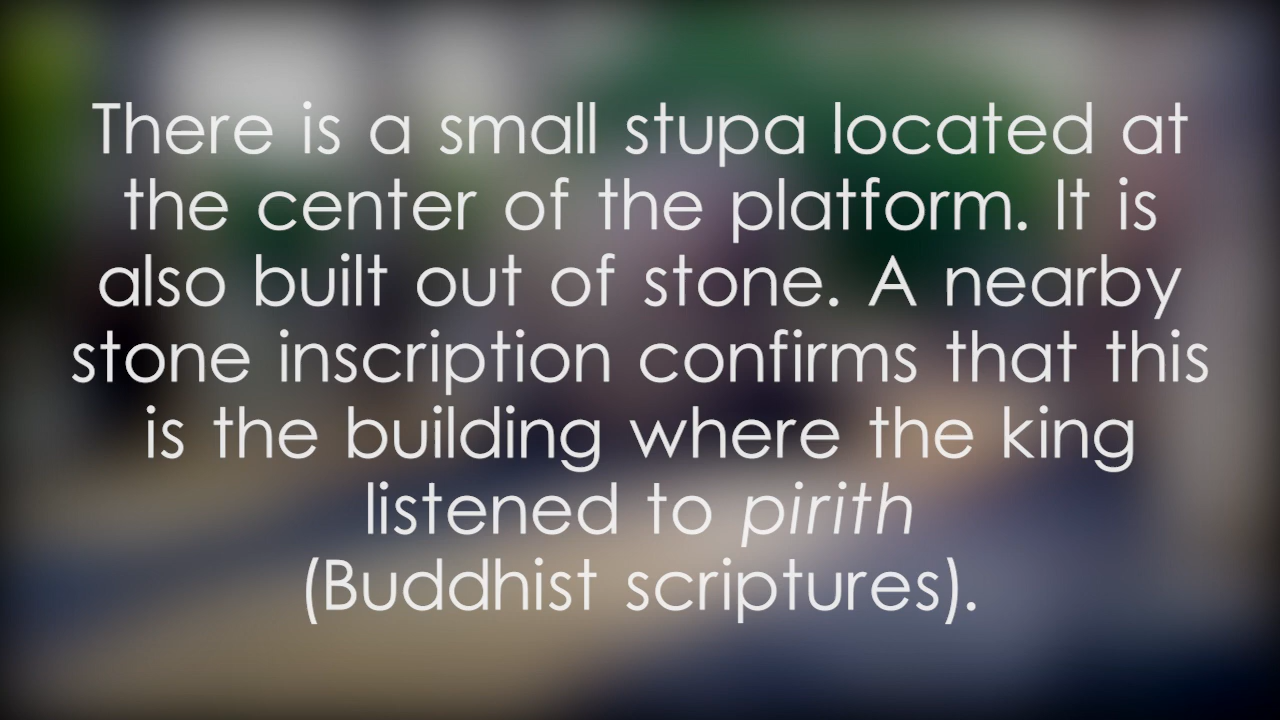 There is a small stupa located at
the center of the platform. It is
also built out of stone. A nearby
stone inscription confirms that this
is the building where the king
listened to pirith
(Buddhist scriptures).